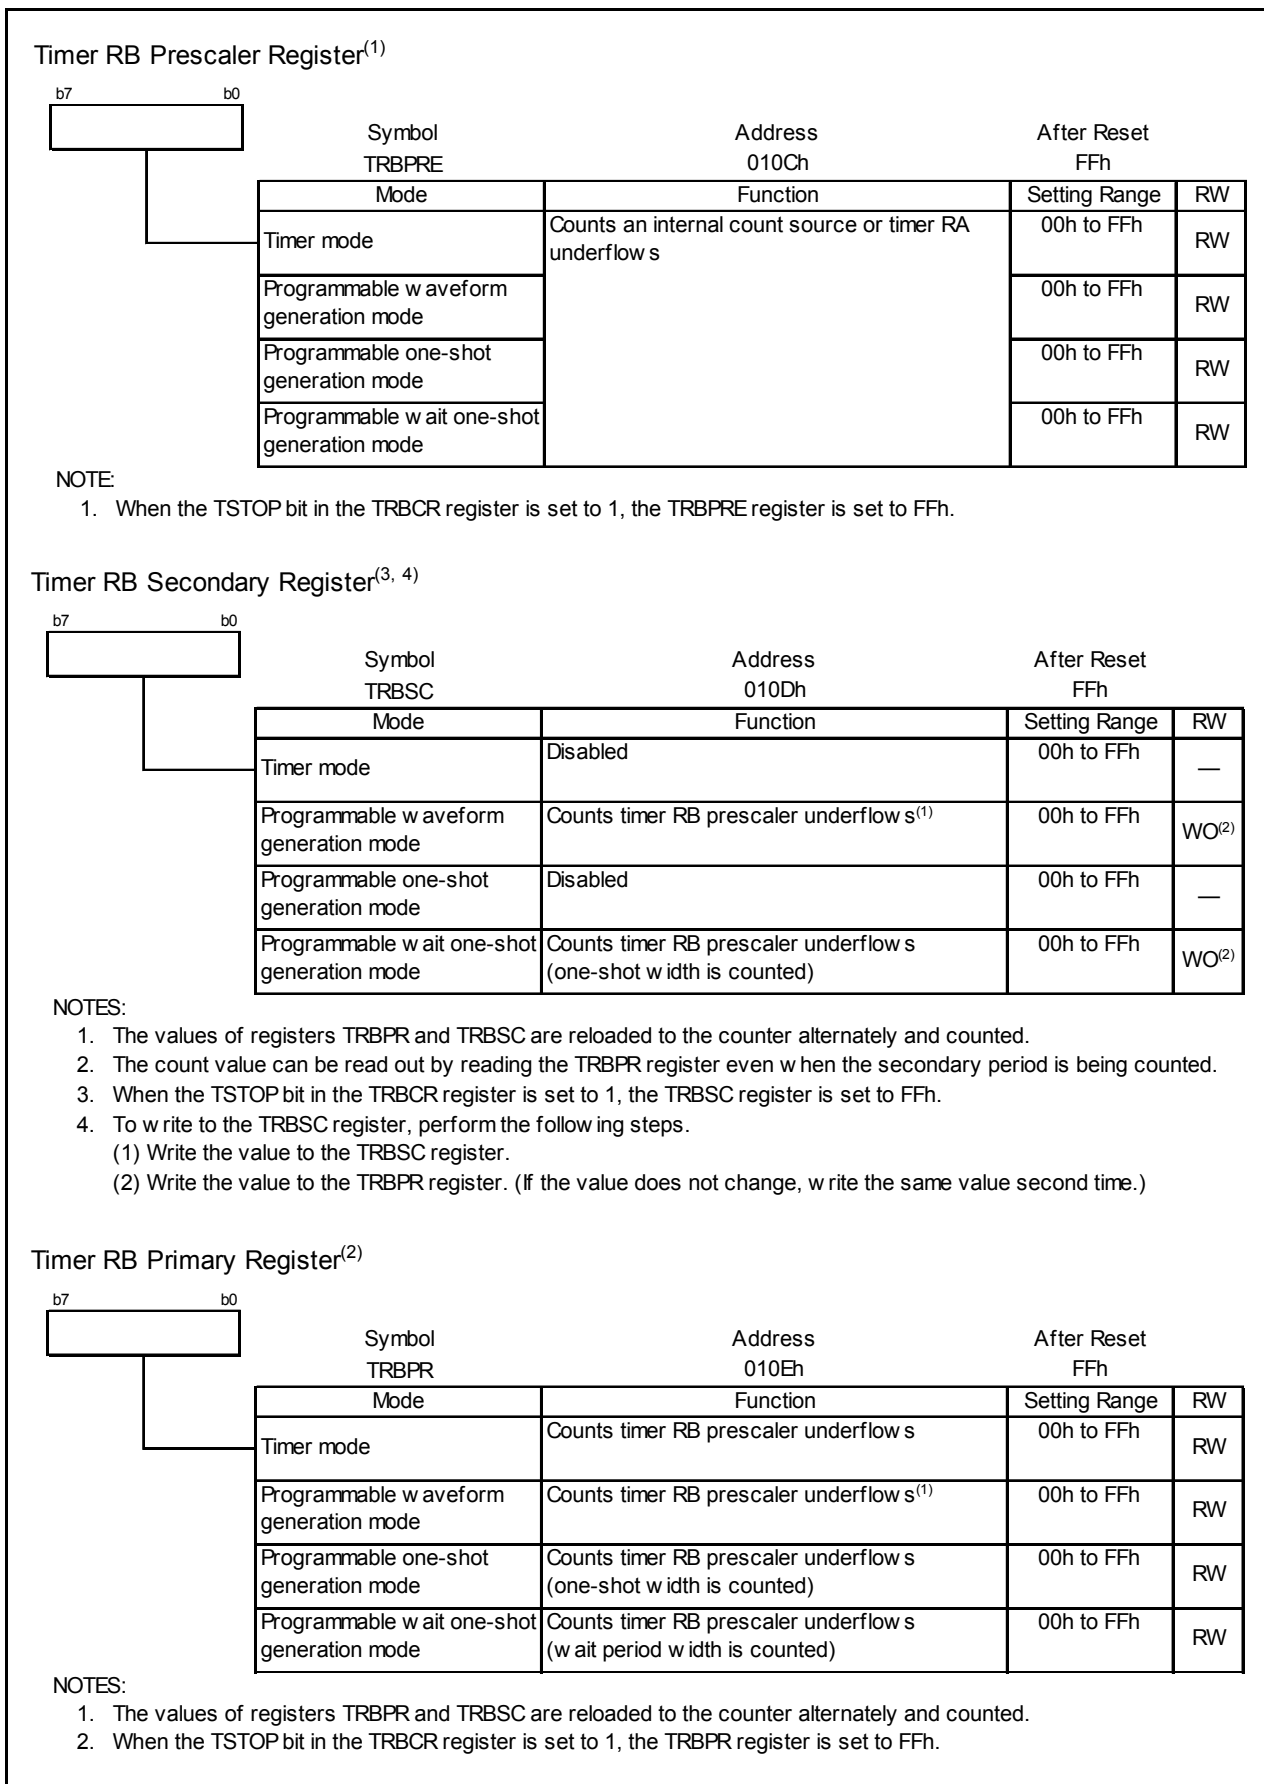 Timer RB Prescaler Register(1)
b7 b0
Symbol Address After Reset
TRBPRE 010Ch FFh
Mode Function Setting Range RW
Timer mode Counts an internal count source or timer RA underflows 00h to FFh RW
Programmable waveform generation mode 00h to FFh RW
Programmable one-shot generation mode 00h to FFh RW
Programmable wait one-shot generation mode 00h to FFh RW
NOTE:
1. When the TSTOP bit in the TRBCR register is set to 1, the TRBPRE register is set to FFh.
Timer RB Secondary Register(3, 4)
b7 b0
Symbol Address After Reset
TRBSC 010Dh FFh
Mode Function Setting Range RW
Timer mode Disabled 00h to FFh —
Programmable waveform generation mode Counts timer RB prescaler underflows(1) 00h to FFh WO(2)
Programmable one-shot generation mode Disabled 00h to FFh —
Programmable wait one-shot generation mode Counts timer RB prescaler underflows (one-shot width is counted) 00h to FFh WO(2)
NOTES:
1. The values of registers TRBPR and TRBSC are reloaded to the counter alternately and counted.
2. The count value can be read out by reading the TRBPR register even when the secondary period is being counted.
3. When the TSTOP bit in the TRBCR register is set to 1, the TRBSC register is set to FFh.
4. To write to the TRBSC register, perform the following steps.
(1) Write the value to the TRBSC register.
(2) Write the value to the TRBPR register. (If the value does not change, write the same value second time.)
Timer RB Primary Register(2)
b7 b0
Symbol Address After Reset
TRBPR 010Eh FFh
Mode Function Setting Range RW
Timer mode Counts timer RB prescaler underflows 00h to FFh RW
Programmable waveform generation mode Counts timer RB prescaler underflows(1) 00h to FFh RW
Programmable one-shot generation mode Counts timer RB prescaler underflows (one-shot width is counted) 00h to FFh RW
Programmable wait one-shot generation mode Counts timer RB prescaler underflows (wait period width is counted) 00h to FFh RW
NOTES:
1. The values of registers TRBPR and TRBSC are reloaded to the counter alternately and counted.
2. When the TSTOP bit in the TRBCR register is set to 1, the TRBPR register is set to FFh.